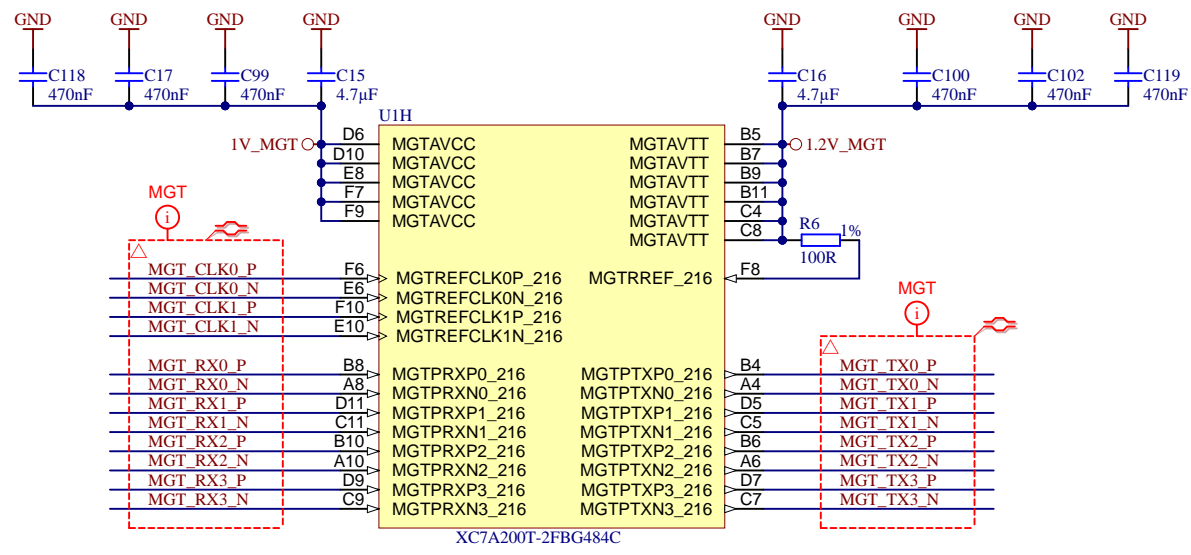 GND GND GND GND GND GND GND GND
C118 C17 C99 C15 C16 C100 C102 C119
470nF 470nF 470nF 4.7µF 4.7µF 470nF 470nF 470nF
U1H
1V_MGT D6 MGTAVCC MGTAVTT B5 1.2V_MGT
D10 MGTAVCC MGTAVTT B7
E8 MGTAVCC MGTAVTT B9
F7 MGTAVCC MGTAVTT B11
F9 MGTAVCC MGTAVTT C4
MGTAVTT C8 R6 1%
100R
MGT
i
MGT_CLK0_P F6 MGTREFCLK0P_216 MGTRREF_216 F8
MGT_CLK0_N E6 MGTREFCLK0N_216
MGT_CLK1_P F10 MGTREFCLK1P_216
MGT_CLK1_N E10 MGTREFCLK1N_216
MGT
i
MGT_RX0_P B8 MGTPRXP0_216 MGTPTXP0_216 B4 MGT_TX0_P
MGT_RX0_N A8 MGTPRXN0_216 MGTPTXN0_216 A4 MGT_TX0_N
MGT_RX1_P D11 MGTPRXP1_216 MGTPTXP1_216 D5 MGT_TX1_P
MGT_RX1_N C11 MGTPRXN1_216 MGTPTXN1_216 C5 MGT_TX1_N
MGT_RX2_P B10 MGTPRXP2_216 MGTPTXP2_216 B6 MGT_TX2_P
MGT_RX2_N A10 MGTPRXN2_216 MGTPTXN2_216 A6 MGT_TX2_N
MGT_RX3_P D9 MGTPRXP3_216 MGTPTXP3_216 D7 MGT_TX3_P
MGT_RX3_N C9 MGTPRXN3_216 MGTPTXN3_216 C7 MGT_TX3_N
XC7A200T-2FBG484C